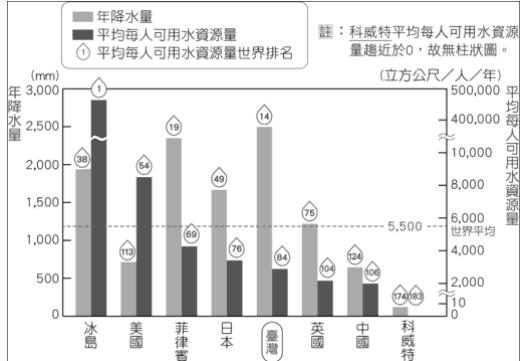 年降水量
平均每人可用水資源量
1 平均每人可用水資源量世界排名
註：科威特平均每人可用水資源
量趨近於0，故無柱狀圖。
(mm)
(立方公尺／人／年)
年降水量
平均每人可用水資源量
3,000
2,500
2,000
1,500
1,000
500
0
500,000
400,000
10,000
8,000
6,000
4,000
2,000
10
0
5,500
世界平均
38
1
113
54
19
69
49
76
14
84
75
104
124
106
174
183
冰島
美國
菲律賓
日本
臺灣
英國
中國
科威特